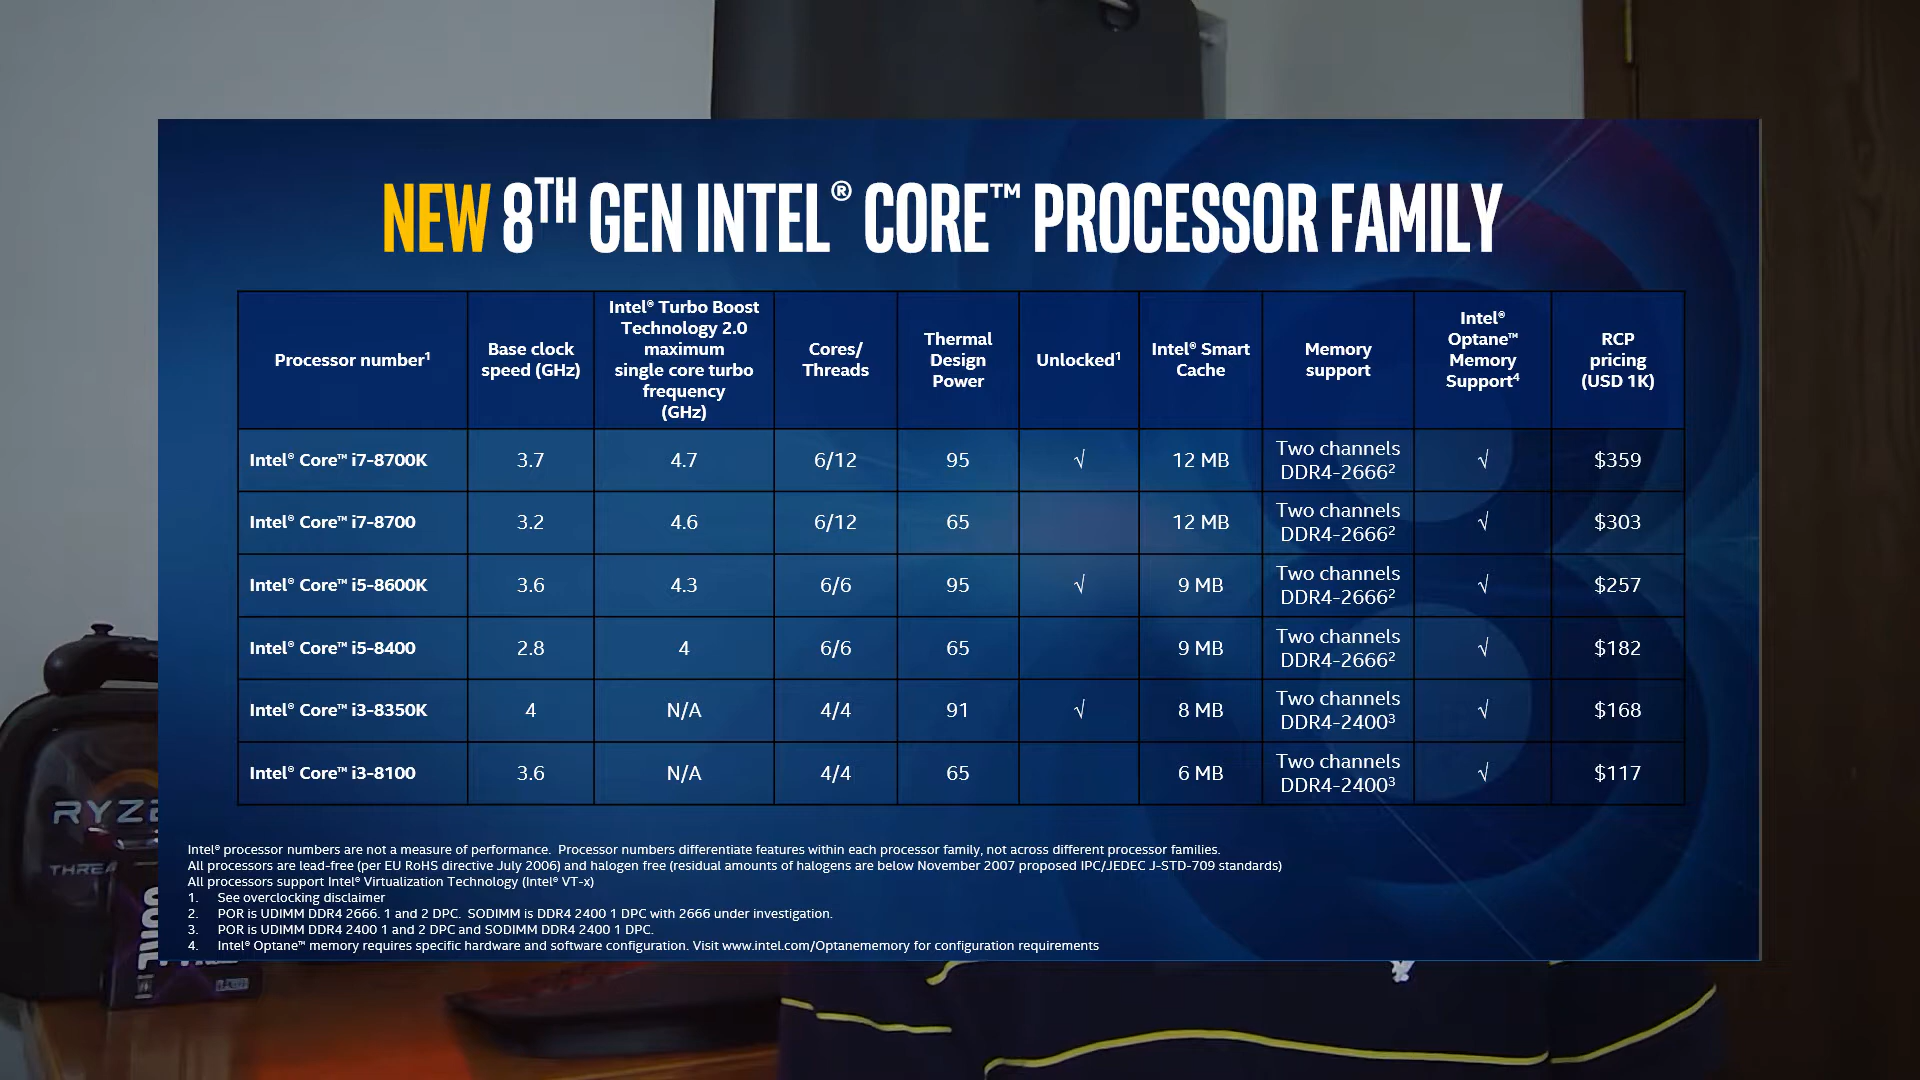 NEW 8TH GEN INTEL® CORE™ PROCESSOR FAMILY
Processor number¹
Base clock
speed (GHz)
Intel® Turbo Boost
Technology 2.0
maximum
single core turbo
frequency
(GHz)
Cores/
Threads
Thermal
Design
Power
Unlocked¹
Intel® Smart
Cache
Memory
support
Intel®
Optane™
Memory
Support⁴
RCP
pricing
(USD 1K)
Intel® Core™ i7-8700K 3.7 4.7 6/12 95 √ 12 MB Two channels DDR4-2666² √ $359
Intel® Core™ i7-8700 3.2 4.6 6/12 65 12 MB Two channels DDR4-2666² √ $303
Intel® Core™ i5-8600K 3.6 4.3 6/6 95 √ 9 MB Two channels DDR4-2666² √ $257
Intel® Core™ i5-8400 2.8 4 6/6 65 9 MB Two channels DDR4-2666² √ $182
Intel® Core™ i3-8350K 4 N/A 4/4 91 √ 8 MB Two channels DDR4-2400³ √ $168
Intel® Core™ i3-8100 3.6 N/A 4/4 65 6 MB Two channels DDR4-2400³ √ $117
Intel® processor numbers are not a measure of performance. Processor numbers differentiate features within each processor family, not across different processor families.
All processors are lead-free (per EU RoHS directive July 2006) and halogen free (residual amounts of halogens are below November 2007 proposed IPC/JEDEC J-STD-709 standards)
All processors support Intel® Virtualization Technology (Intel® VT-x)
1. See overclocking disclaimer
2. POR is UDIMM DDR4 2666. 1 and 2 DPC. SODIMM is DDR4 2400 1 DPC with 2666 under investigation.
3. POR is UDIMM DDR4 2400 1 and 2 DPC and SODIMM DDR4 2400 1 DPC.
4. Intel® Optane™ memory requires specific hardware and software configuration. Visit www.intel.com/Optanememory for configuration requirements
RYZE
THREA